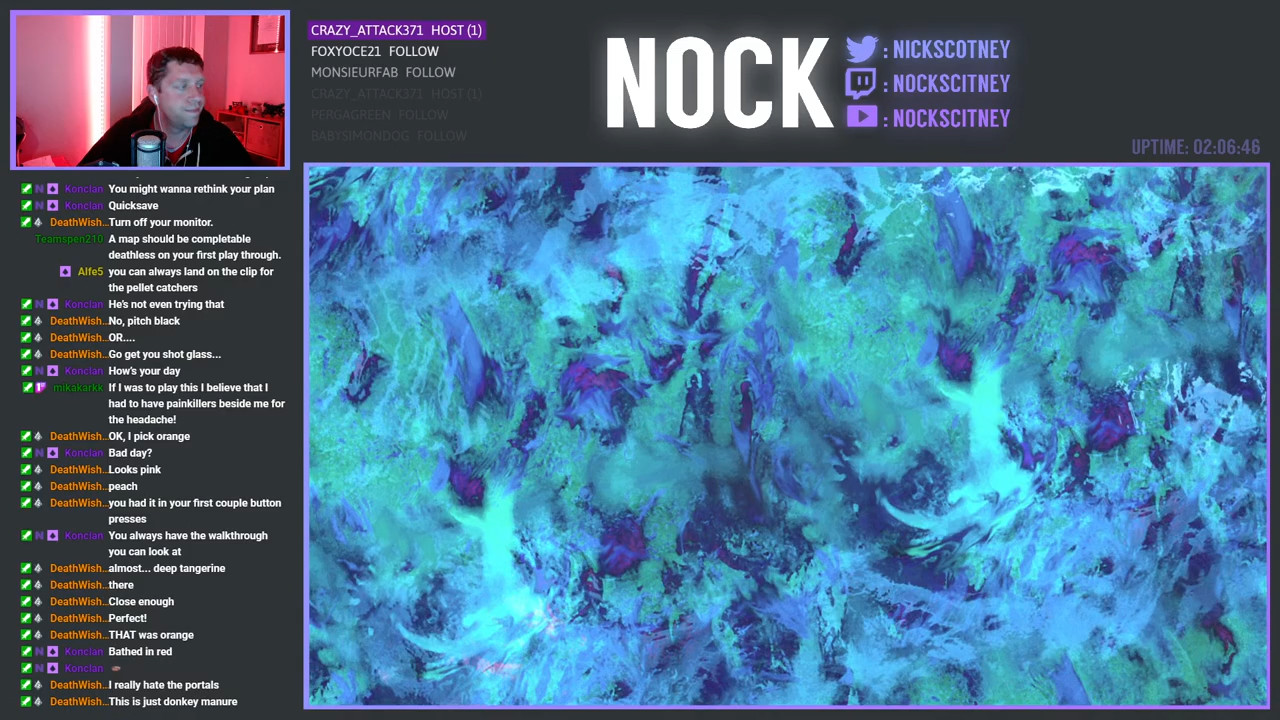 CRAZY_ATTACK371 HOST (1)
FOXYOCE21 FOLLOW
MONSIEURFAB FOLLOW
CRAZY_ATTACK371 HOST (1)
PERGAGREEN FOLLOW
BABYSIMONDOG FOLLOW
NOCK
: NICKSCOTNEY
: NOCKSCITNEY
: NOCKSCITNEY
UPTIME: 02:06:46
Konclan You might wanna rethink your plan
Konclan Quicksave
DeathWish... Turn off your monitor.
Teamspen210 A map should be completable
deathless on your first play through.
Alfe5 you can always land on the clip for
the pellet catchers
Konclan He's not even trying that
DeathWish... No, pitch black
DeathWish... OR....
DeathWish... Go get you shot glass...
Konclan How's your day
mikakarkk If I was to play this I believe that I
had to have painkillers beside me for
the headache!
DeathWish... OK, I pick orange
Konclan Bad day?
DeathWish... Looks pink
DeathWish... peach
DeathWish... you had it in your first couple button
presses
Konclan You always have the walkthrough
you can look at
DeathWish... almost... deep tangerine
DeathWish... there
DeathWish... Close enough
DeathWish... Perfect!
DeathWish... THAT was orange
Konclan Bathed in red
Konclan
DeathWish... I really hate the portals
DeathWish... This is just donkey manure